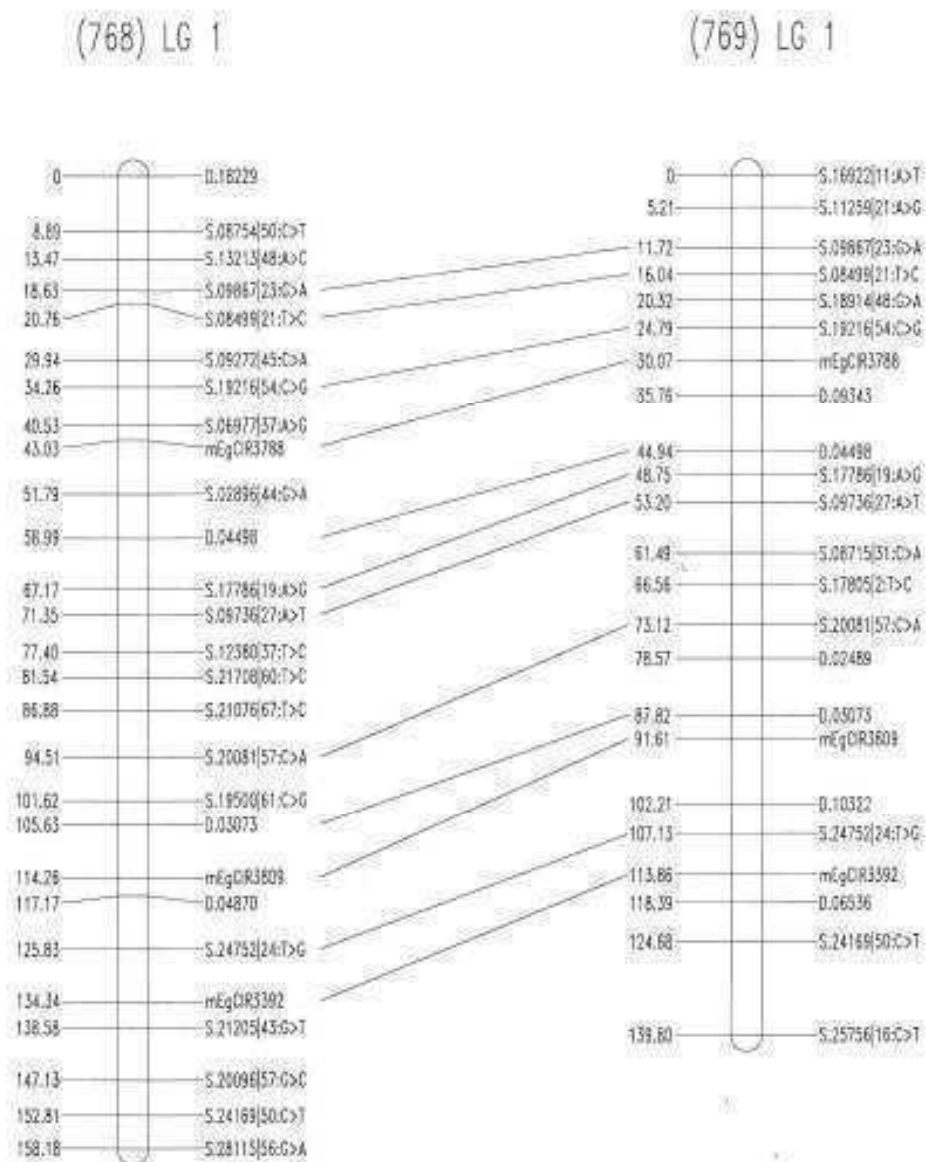 (768) LG 1
0 D.18229
8.89 S.08754|50:C>T
13.47 S.13213|48:A>C
18.63 S.09867|23:G>A
20.76 S.08499|21:T>C
29.94 S.09272|45:C>A
34.26 S.19216|54:C>G
40.53 S.06977|37:A>G
43.03 mEgCIR3788
51.79 S.02896|44:G>A
58.99 D.04498
67.17 S.17786|19:A>G
71.35 S.09736|27:A>T
77.40 S.12380|37:T>C
81.54 S.21708|60:T>C
86.88 S.21076|67:T>C
94.51 S.20081|57:C>A
101.62 S.19500|61:C>G
105.63 D.03073
114.28 mEgCIR3809
117.17 D.04870
125.83 S.24752|24:T>G
134.34 mEgCIR3392
138.58 S.21205|43:G>T
147.13 S.20096|57:G>C
152.81 S.24169|50:C>T
158.18 S.28115|56:G>A
(769) LG 1
0 S.16922|11:A>T
5.21 S.11259|21:A>G
11.72 S.09867|23:G>A
16.04 S.08499|21:T>C
20.32 S.18914|48:G>A
24.79 S.19216|54:C>G
30.07 mEgCIR3788
35.76 D.09343
44.94 D.04498
48.75 S.17786|19:A>G
53.20 S.09736|27:A>T
61.49 S.08715|31:C>A
66.56 S.17805|2:T>C
73.12 S.20081|57:C>A
78.57 D.02489
87.82 D.03073
91.61 mEgCIR3809
102.21 D.10322
107.13 S.24752|24:T>G
113.86 mEgCIR3392
118.39 D.06536
124.68 S.24169|50:C>T
139.80 S.25756|16:C>T